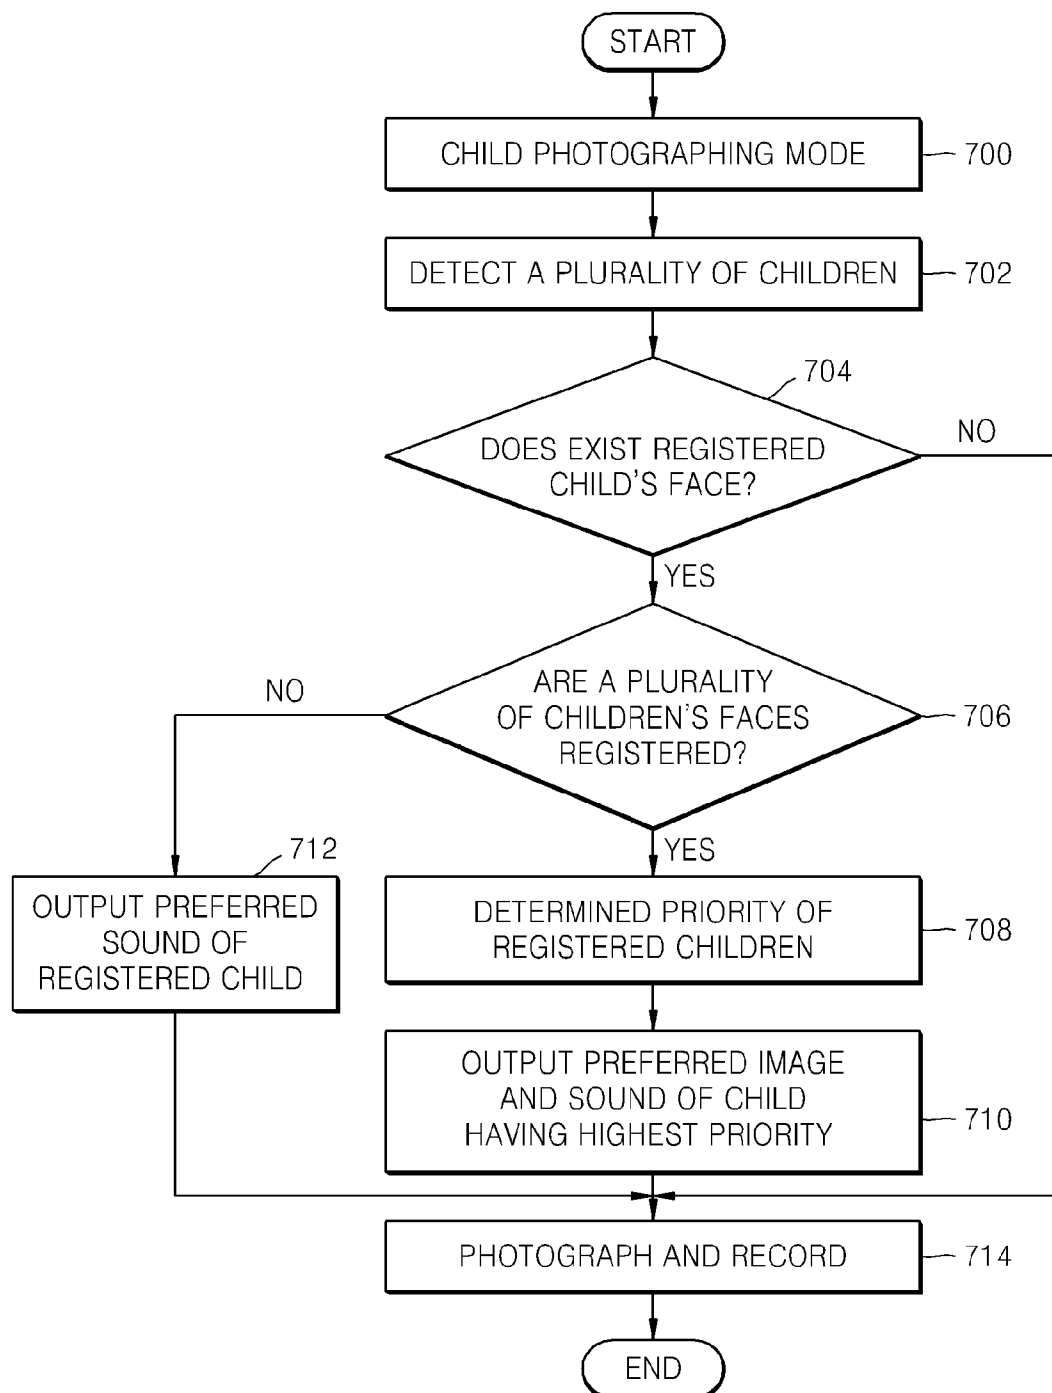 START
CHILD PHOTOGRAPHING MODE
700
DETECT A PLURALITY OF CHILDREN
702
704
DOES EXIST REGISTERED
CHILD'S FACE?
NO
YES
ARE A PLURALITY
OF CHILDREN'S FACES
REGISTERED?
706
NO
YES
712
OUTPUT PREFERRED
SOUND OF
REGISTERED CHILD
DETERMINED PRIORITY OF
REGISTERED CHILDREN
708
OUTPUT PREFERRED IMAGE
AND SOUND OF CHILD
HAVING HIGHEST PRIORITY
710
PHOTOGRAPH AND RECORD
714
END